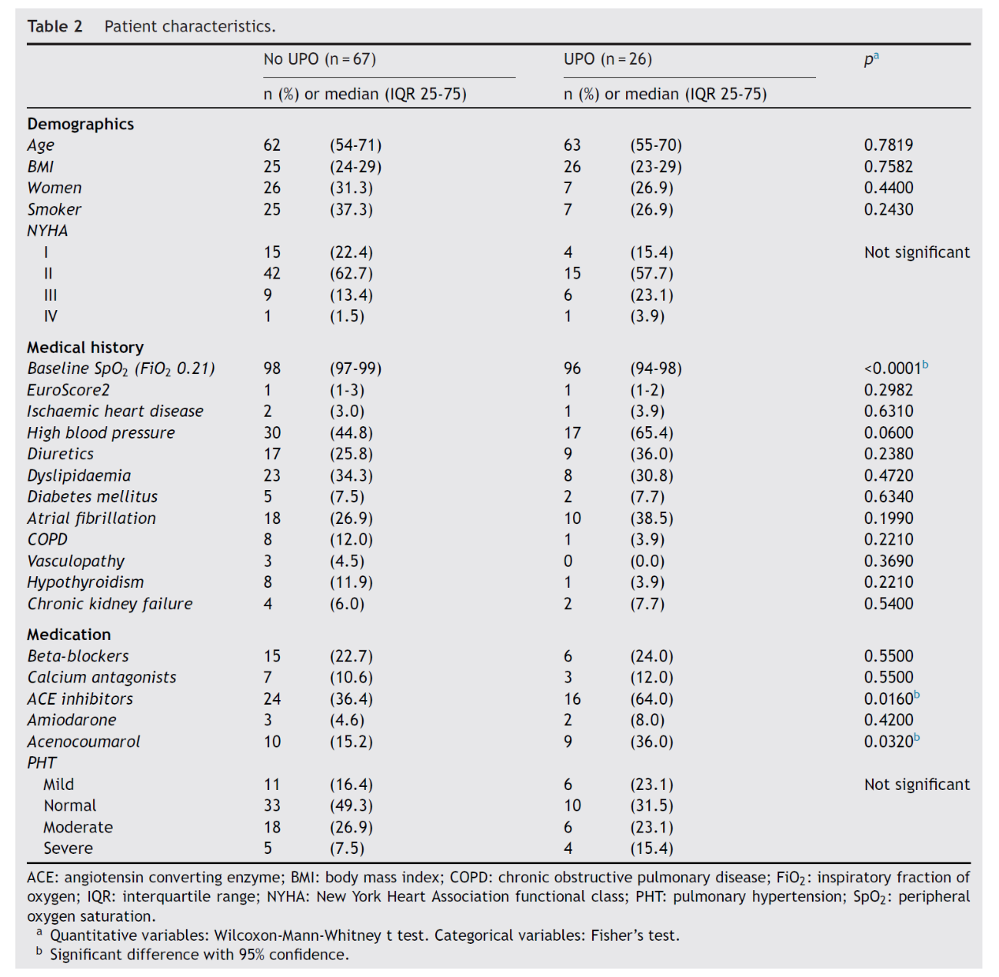 Table 2 Patient characteristics.
No UPO (n = 67) UPO (n = 26) pᵃ
n (%) or median (IQR 25-75) n (%) or median (IQR 25-75)
Demographics
Age 62 (54-71) 63 (55-70) 0.7819
BMI 25 (24-29) 26 (23-29) 0.7582
Women 26 (31.3) 7 (26.9) 0.4400
Smoker 25 (37.3) 7 (26.9) 0.2430
NYHA
I 15 (22.4) 4 (15.4) Not significant
II 42 (62.7) 15 (57.7)
III 9 (13.4) 6 (23.1)
IV 1 (1.5) 1 (3.9)
Medical history
Baseline SpO₂ (FiO₂ 0.21) 98 (97-99) 96 (94-98) <0.0001ᵇ
EuroScore2 1 (1-3) 1 (1-2) 0.2982
Ischaemic heart disease 2 (3.0) 1 (3.9) 0.6310
High blood pressure 30 (44.8) 17 (65.4) 0.0600
Diuretics 17 (25.8) 9 (36.0) 0.2380
Dyslipidaemia 23 (34.3) 8 (30.8) 0.4720
Diabetes mellitus 5 (7.5) 2 (7.7) 0.6340
Atrial fibrillation 18 (26.9) 10 (38.5) 0.1990
COPD 8 (12.0) 1 (3.9) 0.2210
Vasculopathy 3 (4.5) 0 (0.0) 0.3690
Hypothyroidism 8 (11.9) 1 (3.9) 0.2210
Chronic kidney failure 4 (6.0) 2 (7.7) 0.5400
Medication
Beta-blockers 15 (22.7) 6 (24.0) 0.5500
Calcium antagonists 7 (10.6) 3 (12.0) 0.5500
ACE inhibitors 24 (36.4) 16 (64.0) 0.0160ᵇ
Amiodarone 3 (4.6) 2 (8.0) 0.4200
Acenocoumarol 10 (15.2) 9 (36.0) 0.0320ᵇ
PHT
Mild 11 (16.4) 6 (23.1) Not significant
Normal 33 (49.3) 10 (31.5)
Moderate 18 (26.9) 6 (23.1)
Severe 5 (7.5) 4 (15.4)
ACE: angiotensin converting enzyme; BMI: body mass index; COPD: chronic obstructive pulmonary disease; FiO₂: inspiratory fraction of
oxygen; IQR: interquartile range; NYHA: New York Heart Association functional class; PHT: pulmonary hypertension; SpO₂: peripheral
oxygen saturation.
ᵃ Quantitative variables: Wilcoxon-Mann-Whitney t test. Categorical variables: Fisher's test.
ᵇ Significant difference with 95% confidence.